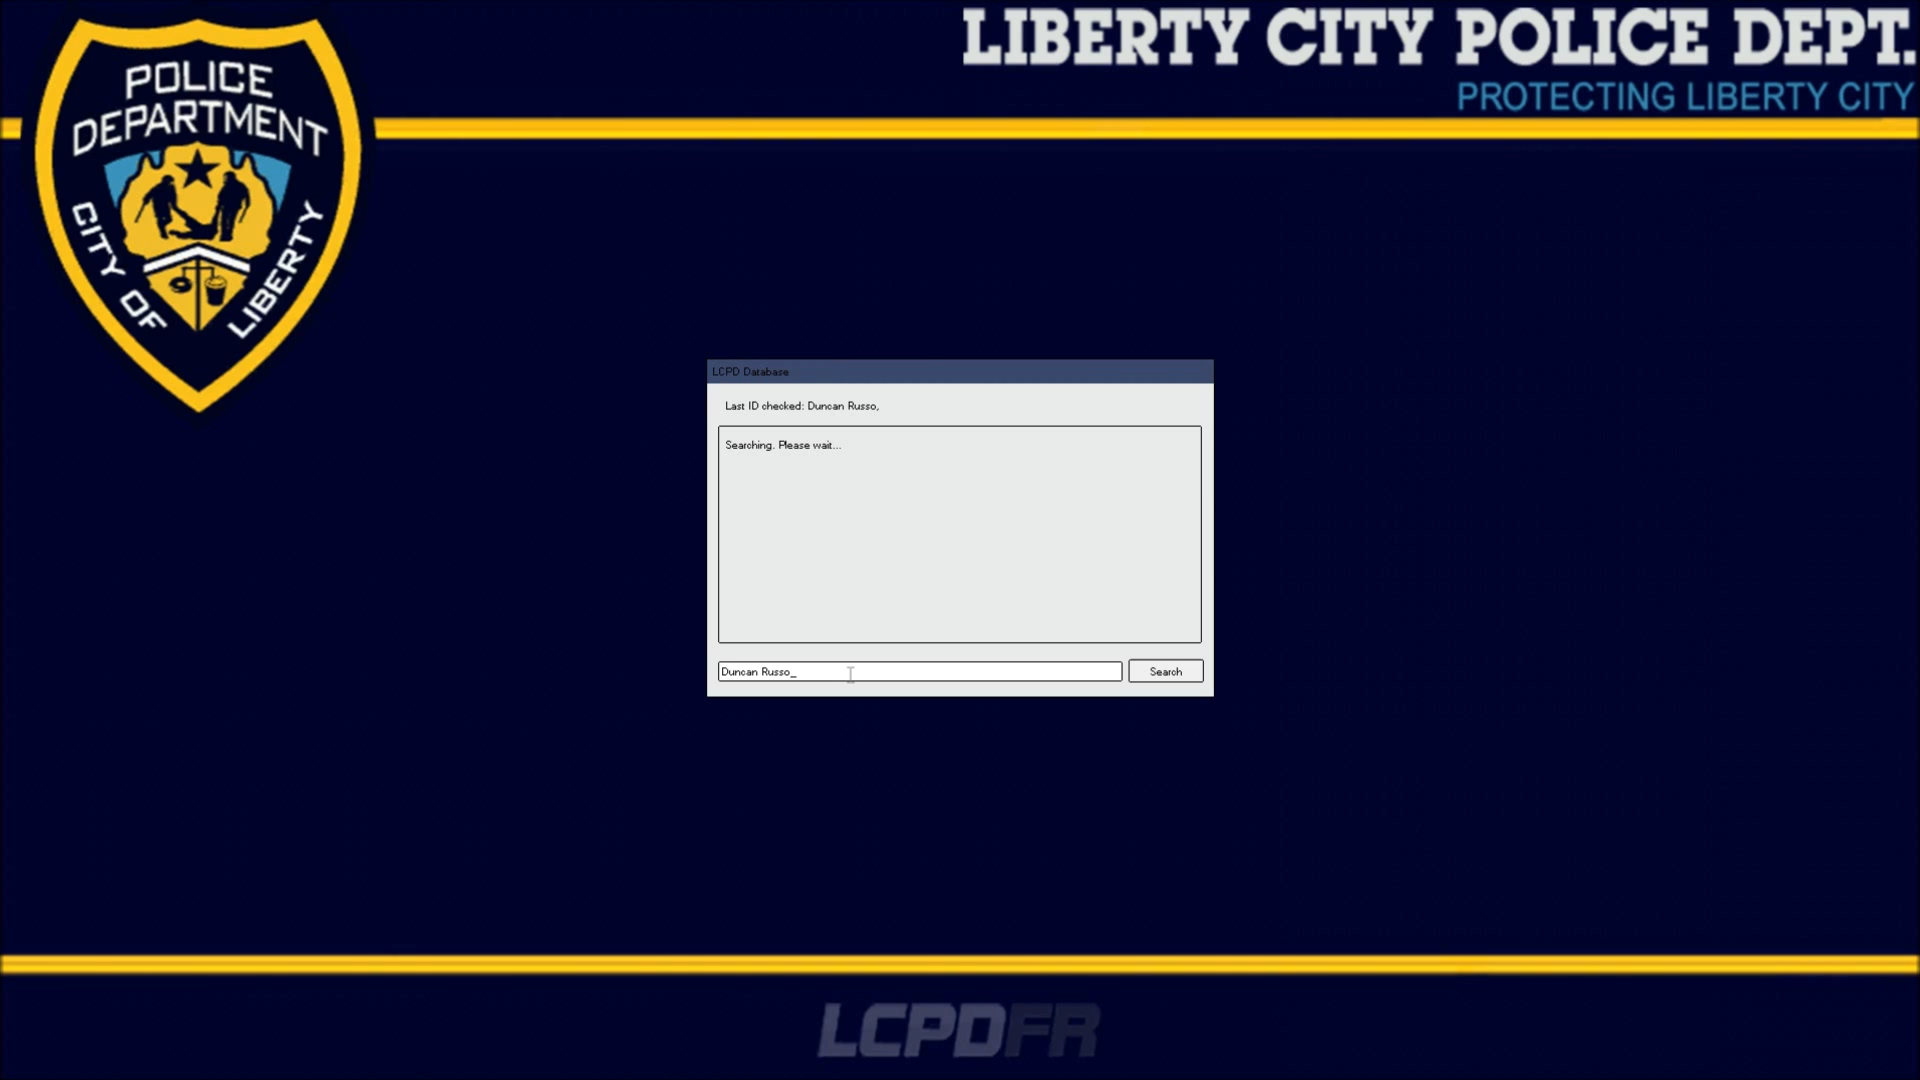 POLICE
DEPARTMENT
CITY OF LIBERTY
LIBERTY CITY POLICE DEPT.
PROTECTING LIBERTY CITY
LCPD Database
Last ID checked: Duncan Russo,
Searching. Please wait...
Duncan Russo_
Search
LCPDFR